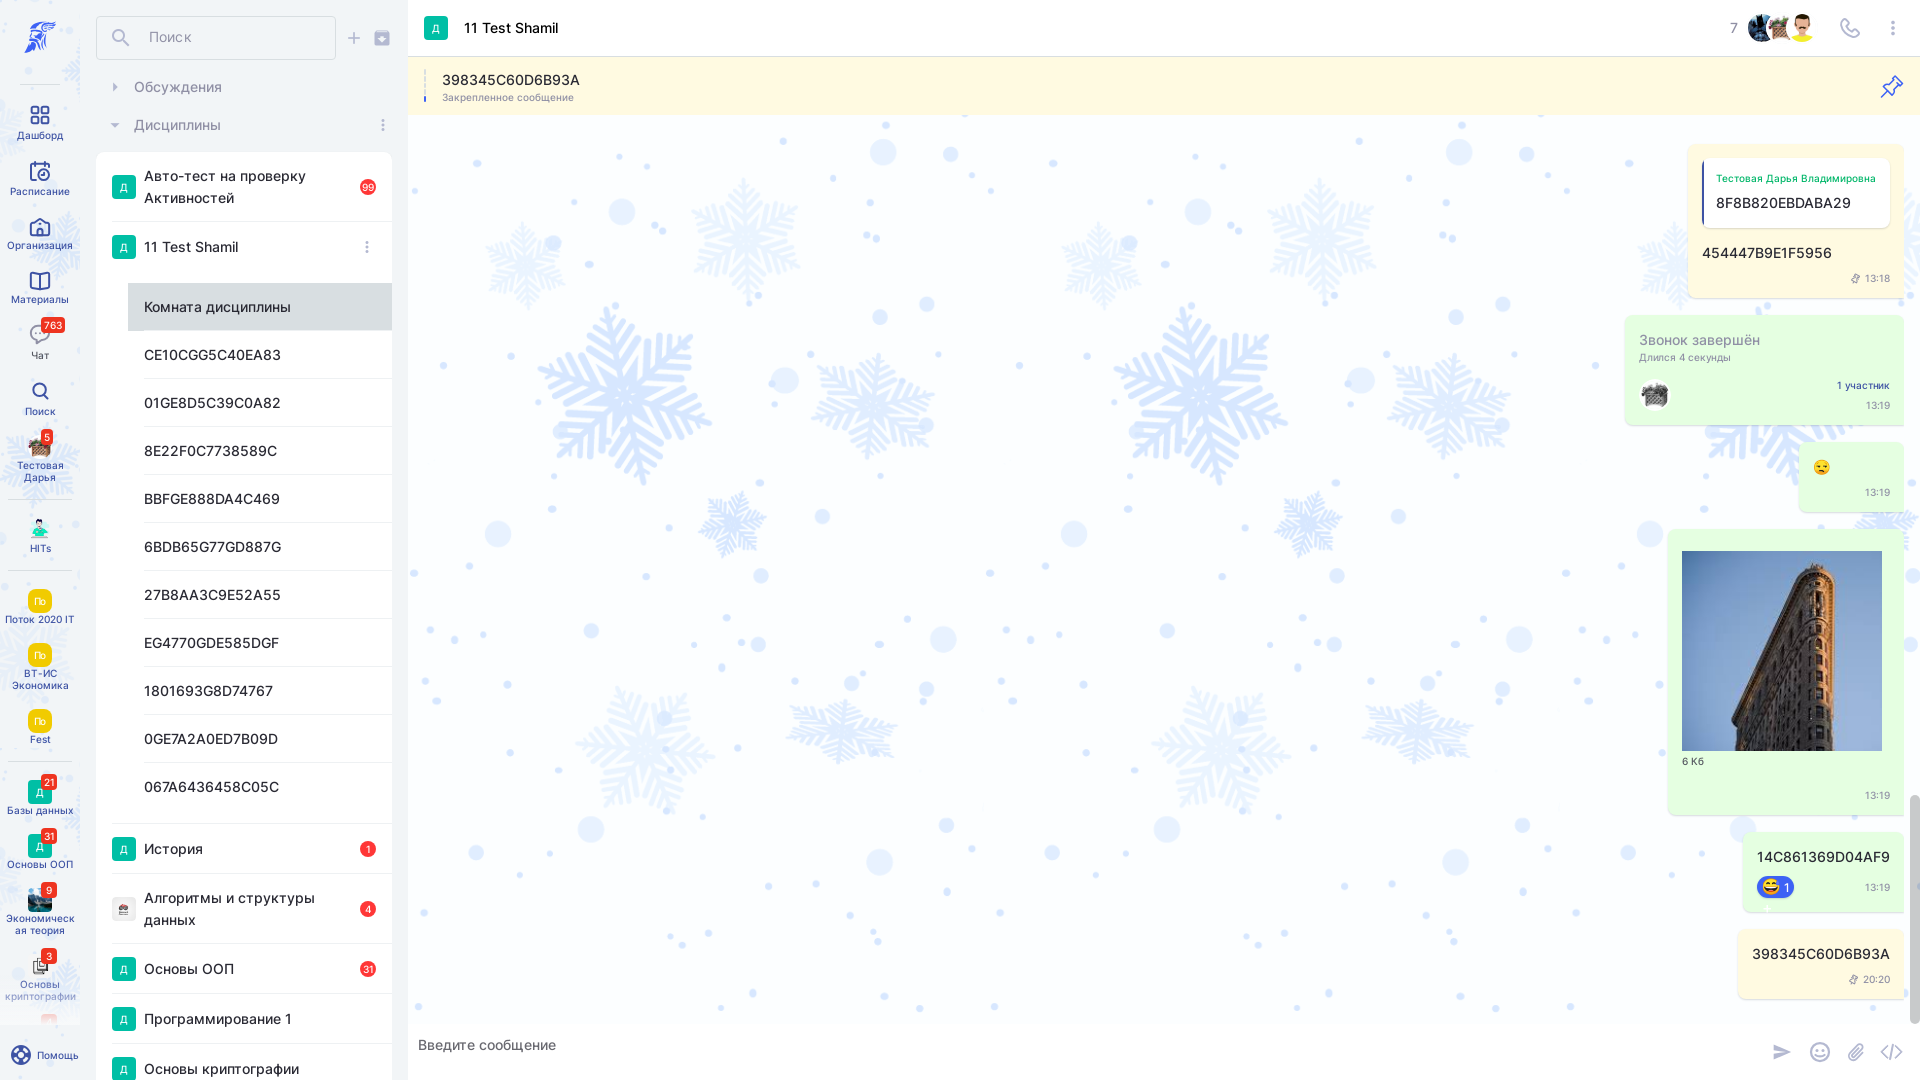 Дашборд
Расписание
Организация
Материалы
763
Чат
Поиск
5
Тестовая
Дарья
HITs
По
Поток 2020 IT
По
ВТ-ИС
Экономика
По
Fest
21
Д
Базы данных
31
Д
Основы ООП
9
Экономическ
ая теория
3
Основы
криптографии
Помощь
Поиск
Обсуждения
Дисциплины
Д
Авто-тест на проверку
Активностей
99
Д
11 Test Shamil
Комната дисциплины
CE10CGG5C40EA83
01GE8D5C39C0A82
8E22F0C7738589C
BBFGE888DA4C469
6BDB65G77GD887G
27B8AA3C9E52A55
EG4770GDE585DGF
1801693G8D74767
0GE7A2A0ED7B09D
067A6436458C05C
Д
История
1
Алгоритмы и структуры
данных
4
Д
Основы ООП
31
Д
Программирование 1
Д
Основы криптографии
Д
11 Test Shamil
7
398345C60D6B93A
Закрепленное сообщение
Тестовая Дарья Владимировна
8F8B820EBDABA29
454447B9E1F5956
13:18
Звонок завершён
Длился 4 секунды
1 участник
13:19
13:19
6 Кб
13:19
14C861369D04AF9
1
13:19
398345C60D6B93A
20:20
Введите сообщение